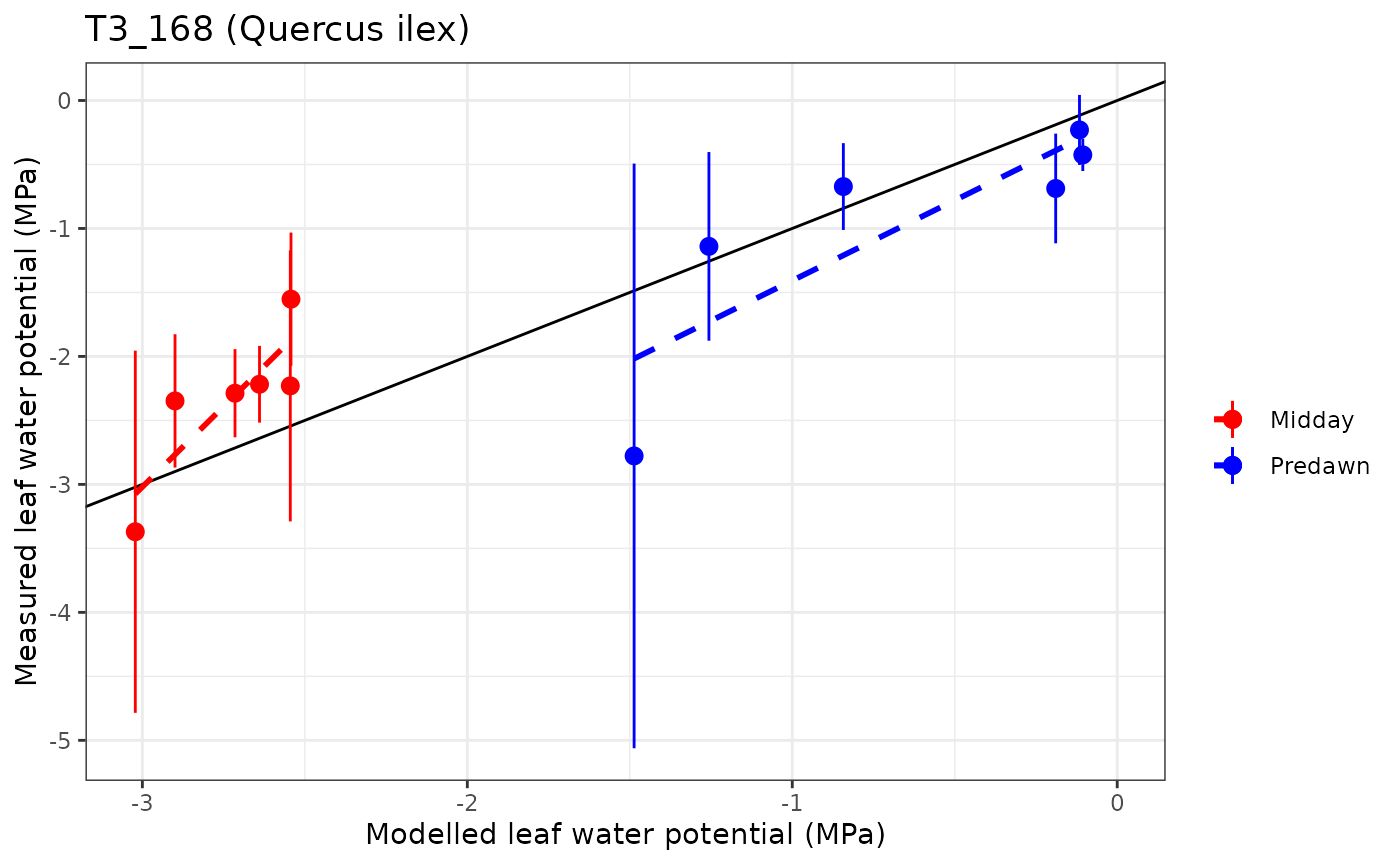 T3_168 (Quercus ilex)
Measured leaf water potential (MPa)
0
-1
-2
-3
-4
-5
-3
-2
-1
0
Modelled leaf water potential (MPa)
Midday
Predawn